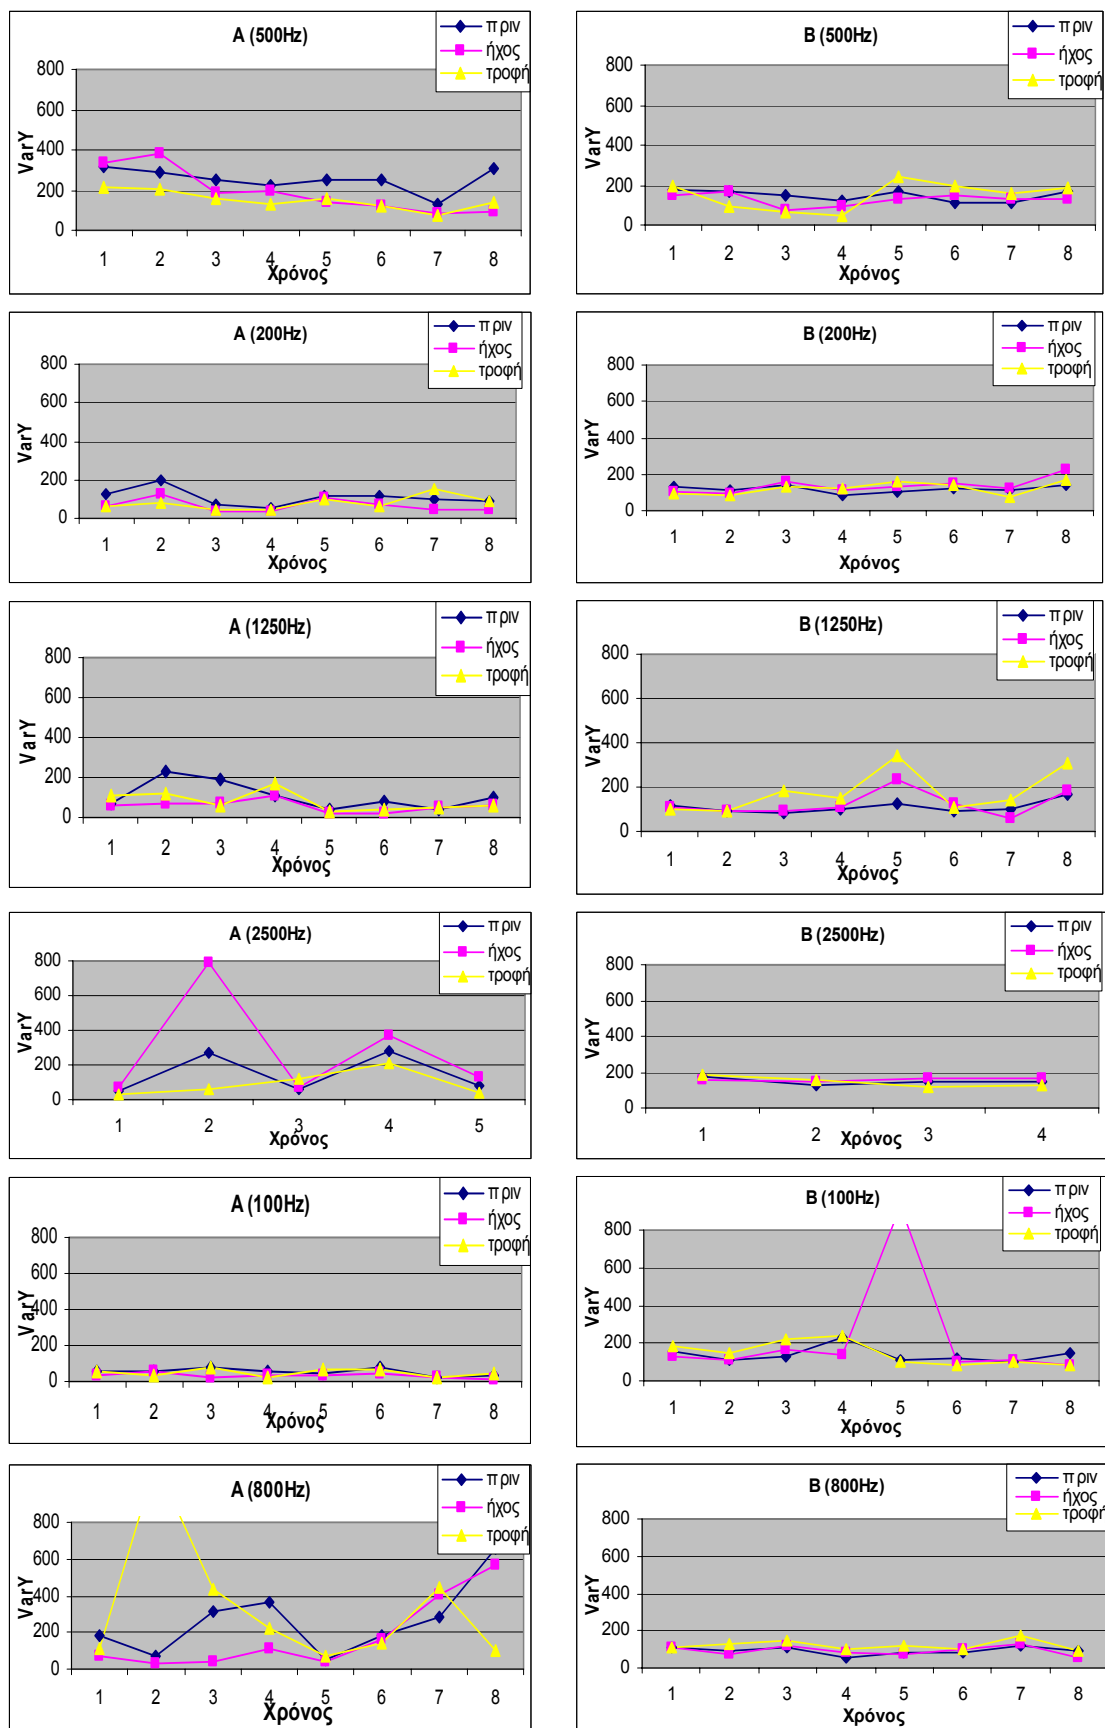 A (500Hz)
πριν
ήχος
τροφή
VarY
800
600
400
200
0
1 2 3 4 5 6 7 8
Χρόνος
B (500Hz)
πριν
ήχος
τροφή
VarY
800
600
400
200
0
1 2 3 4 5 6 7 8
Χρόνος
A (200Hz)
πριν
ήχος
τροφή
VarY
800
600
400
200
0
1 2 3 4 5 6 7 8
Χρόνος
B (200Hz)
πριν
ήχος
τροφή
VarY
800
600
400
200
0
1 2 3 4 5 6 7 8
Χρόνος
A (1250Hz)
πριν
ήχος
τροφή
VarY
800
600
400
200
0
1 2 3 4 5 6 7 8
Χρόνος
B (1250Hz)
πριν
ήχος
τροφή
VarY
800
600
400
200
0
1 2 3 4 5 6 7 8
Χρόνος
A (2500Hz)
πριν
ήχος
τροφή
VarY
800
600
400
200
0
1 2 3 4 5
Χρόνος
B (2500Hz)
πριν
ήχος
τροφή
VarY
800
600
400
200
0
1 2 3 4
Χρόνος
A (100Hz)
πριν
ήχος
τροφή
VarY
800
600
400
200
0
1 2 3 4 5 6 7 8
Χρόνος
B (100Hz)
πριν
ήχος
τροφή
VarY
800
600
400
200
0
1 2 3 4 5 6 7 8
Χρόνος
A (800Hz)
πριν
ήχος
τροφή
VarY
800
600
400
200
0
1 2 3 4 5 6 7 8
Χρόνος
B (800Hz)
πριν
ήχος
τροφή
VarY
800
600
400
200
0
1 2 3 4 5 6 7 8
Χρόνος